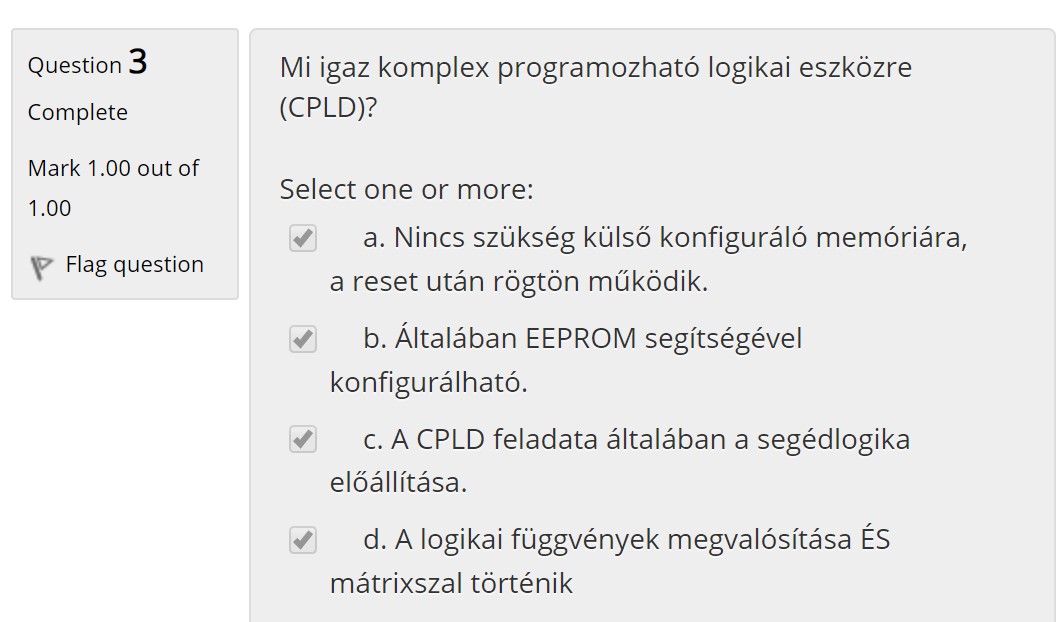 Question 3
Complete
Mark 1.00 out of
1.00
Flag question
Mi igaz komplex programozható logikai eszközre
(CPLD)?
Select one or more:
a. Nincs szükség külső konfiguráló memóriára,
a reset után rögtön működik.
b. Általában EEPROM segítségével
konfigurálható.
c. A CPLD feladata általában a segédlogika
előállítása.
d. A logikai függvények megvalósítása ÉS
mátrixszal történik